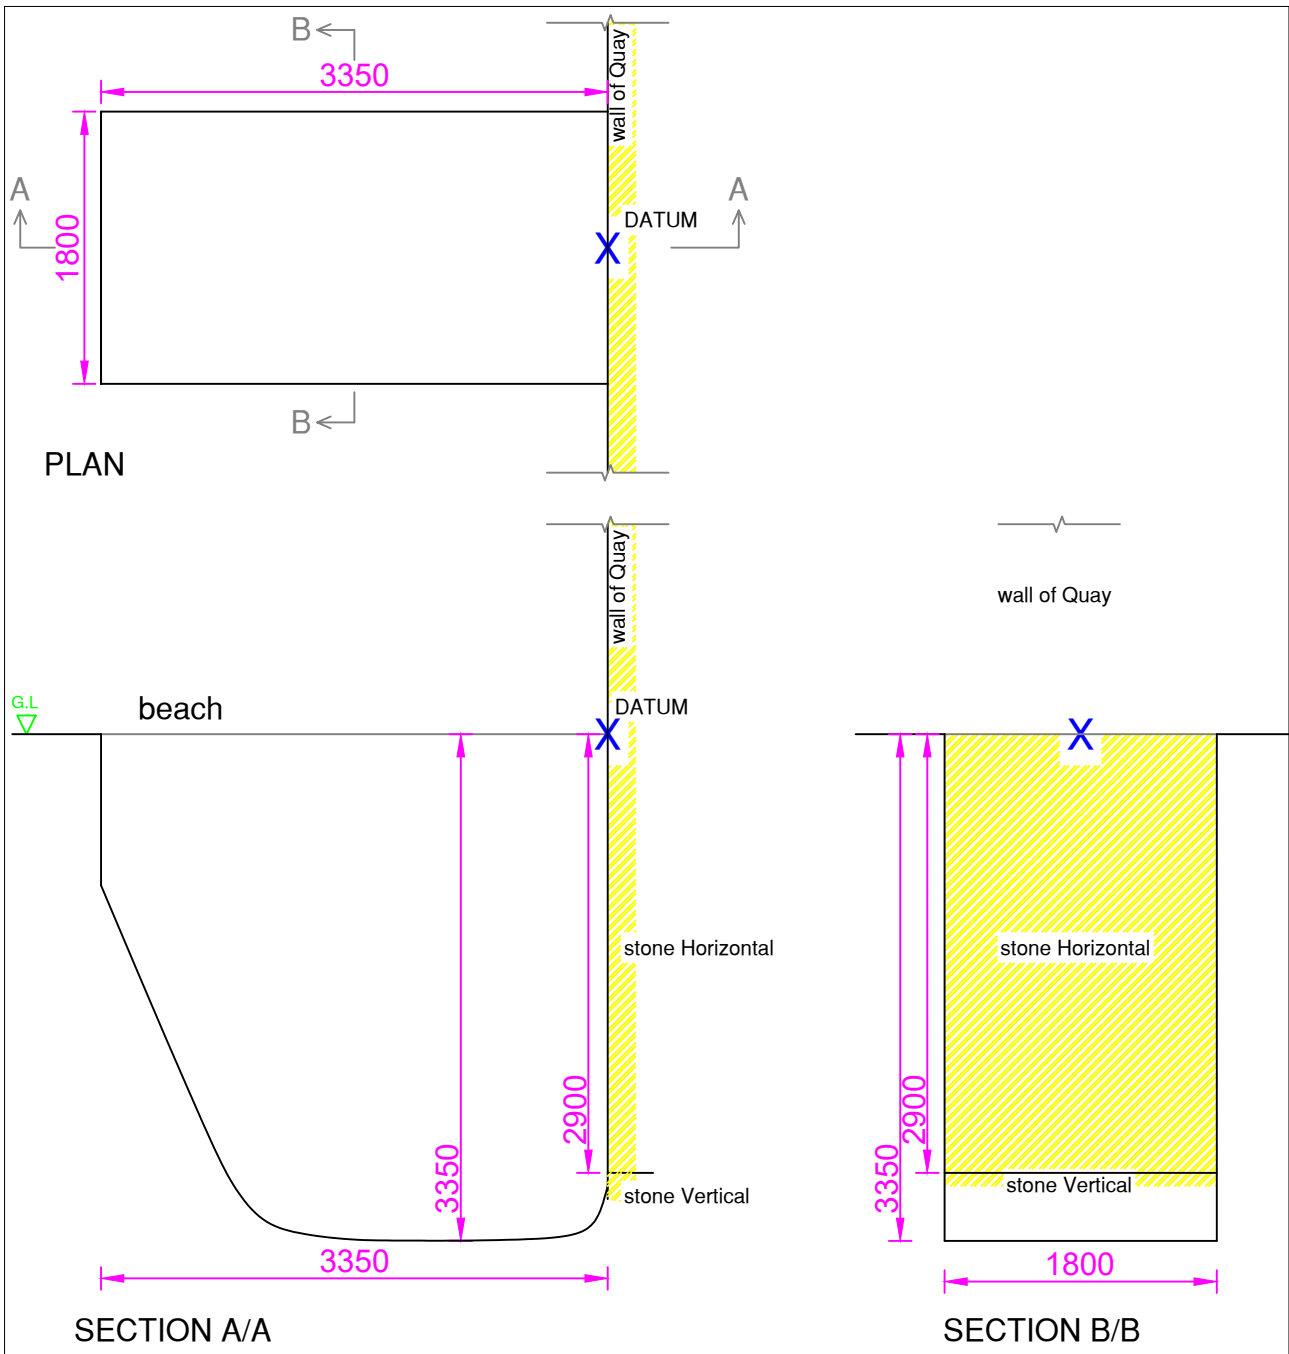 B
3350
wall of Quay
A
A
1800
DATUM
X
B
PLAN
wall of Quay
wall of Quay
G.L
beach
DATUM
X
X
stone Horizontal
stone Horizontal
2900
2900
3350
3350
stone Vertical
stone Vertical
3350
1800
SECTION A/A
SECTION B/B